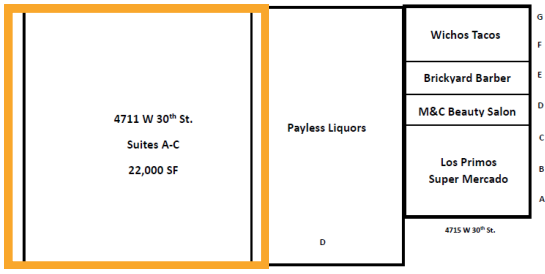 4711 W 30th St.
Suites A-C
22,000 SF
Payless Liquors
D
Wichos Tacos
Brickyard Barber
M&C Beauty Salon
Los Primos
Super Mercado
G
F
E
D
C
B
A
4715 W 30th St.